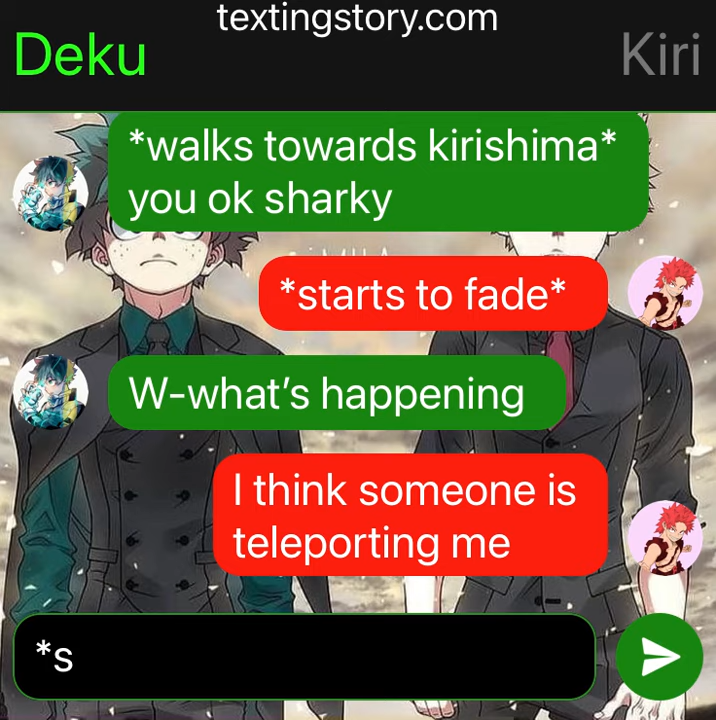 textingstory.com
Deku
Kiri
*walks towards kirishima*
you ok sharky
*starts to fade*
W-what’s happening
I think someone is
teleporting me
*s